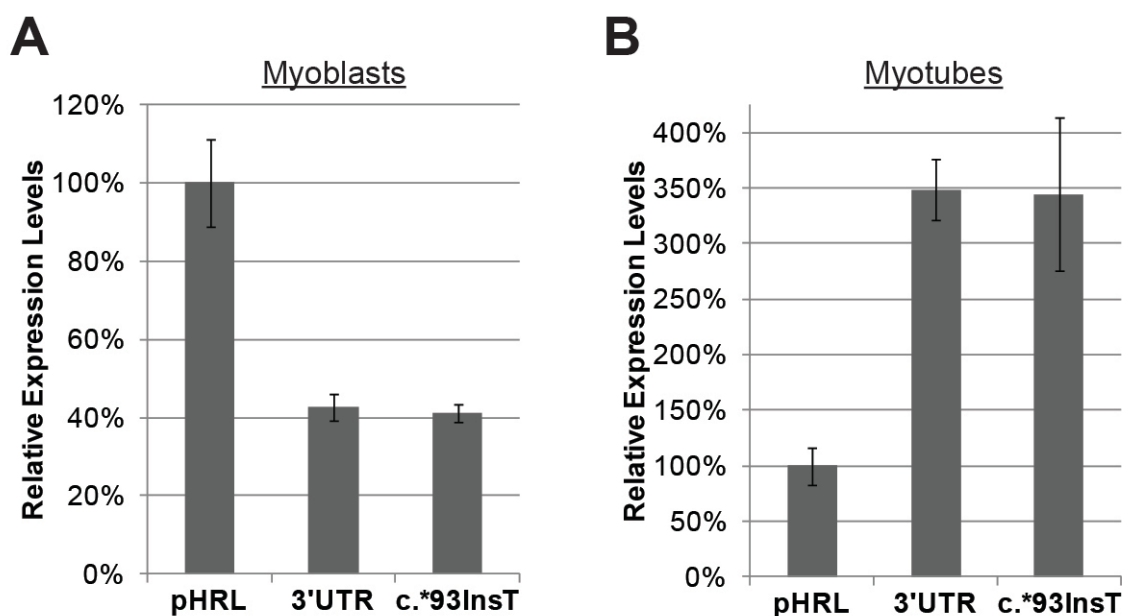 A
Myoblasts
Relative Expression Levels
120%
100%
80%
60%
40%
20%
0%
pHRL 3'UTR c.*93InsT
B
Myotubes
Relative Expression Levels
400%
350%
300%
250%
200%
150%
100%
50%
0%
pHRL 3'UTR c.*93InsT